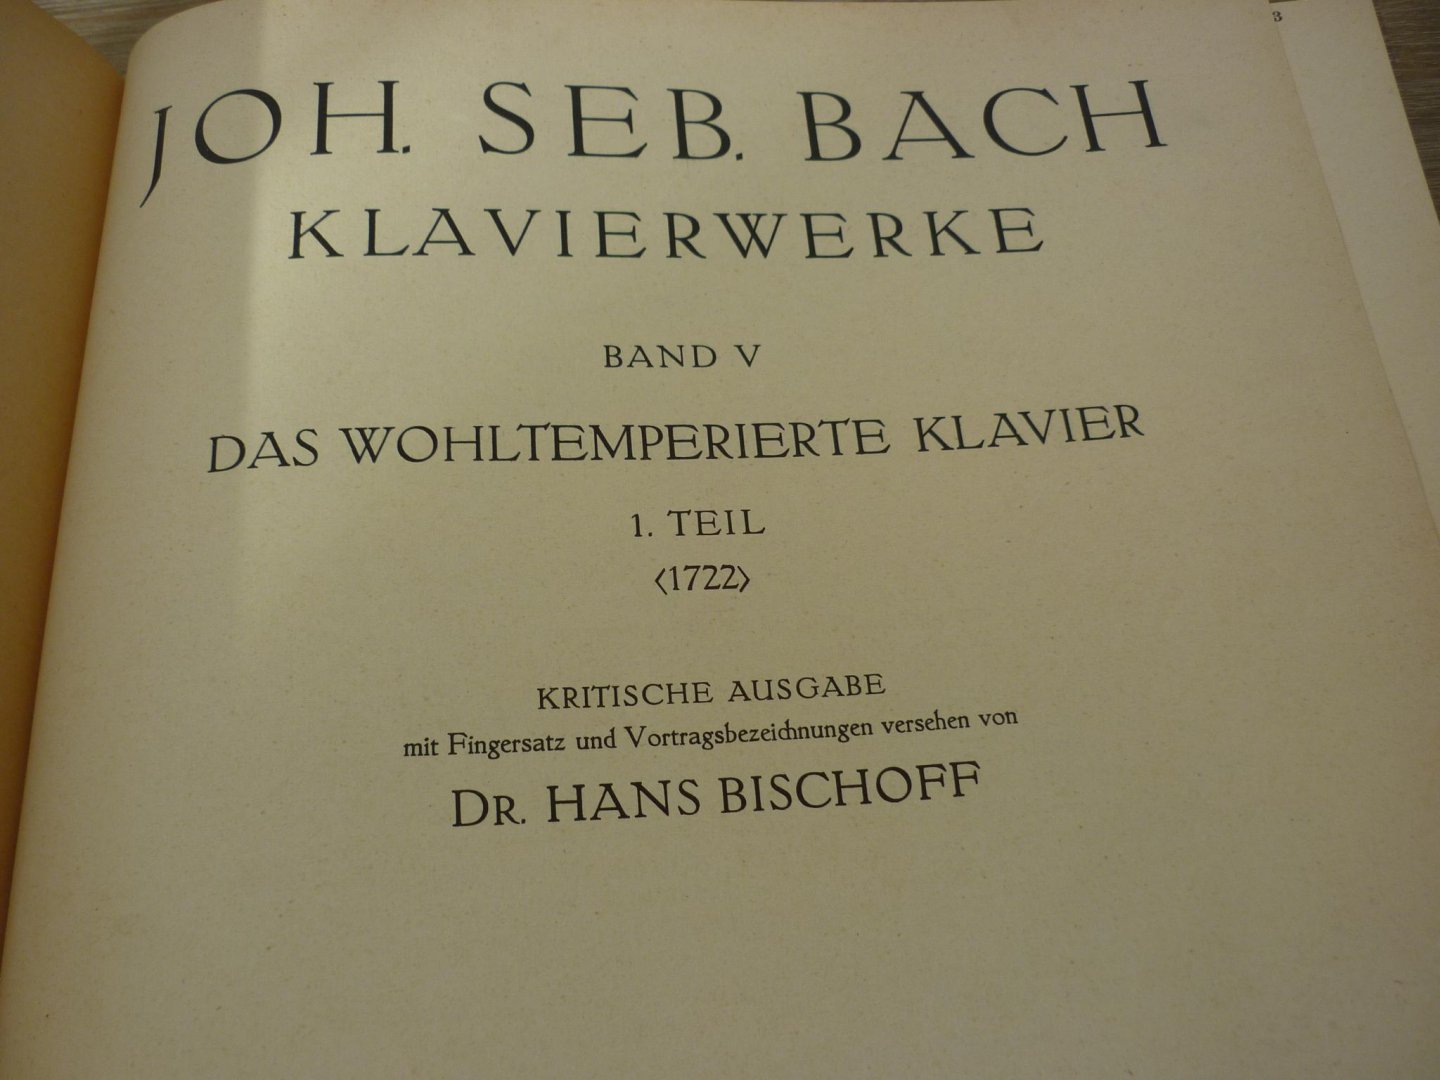 3
JOH. SEB. BACH
KLAVIERWERKE
BAND V
DAS WOHLTEMPERIERTE KLAVIER
1. TEIL
⟨1722⟩
KRITISCHE AUSGABE
mit Fingersatz und Vortragsbezeichnungen versehen von
DR. HANS BISCHOFF